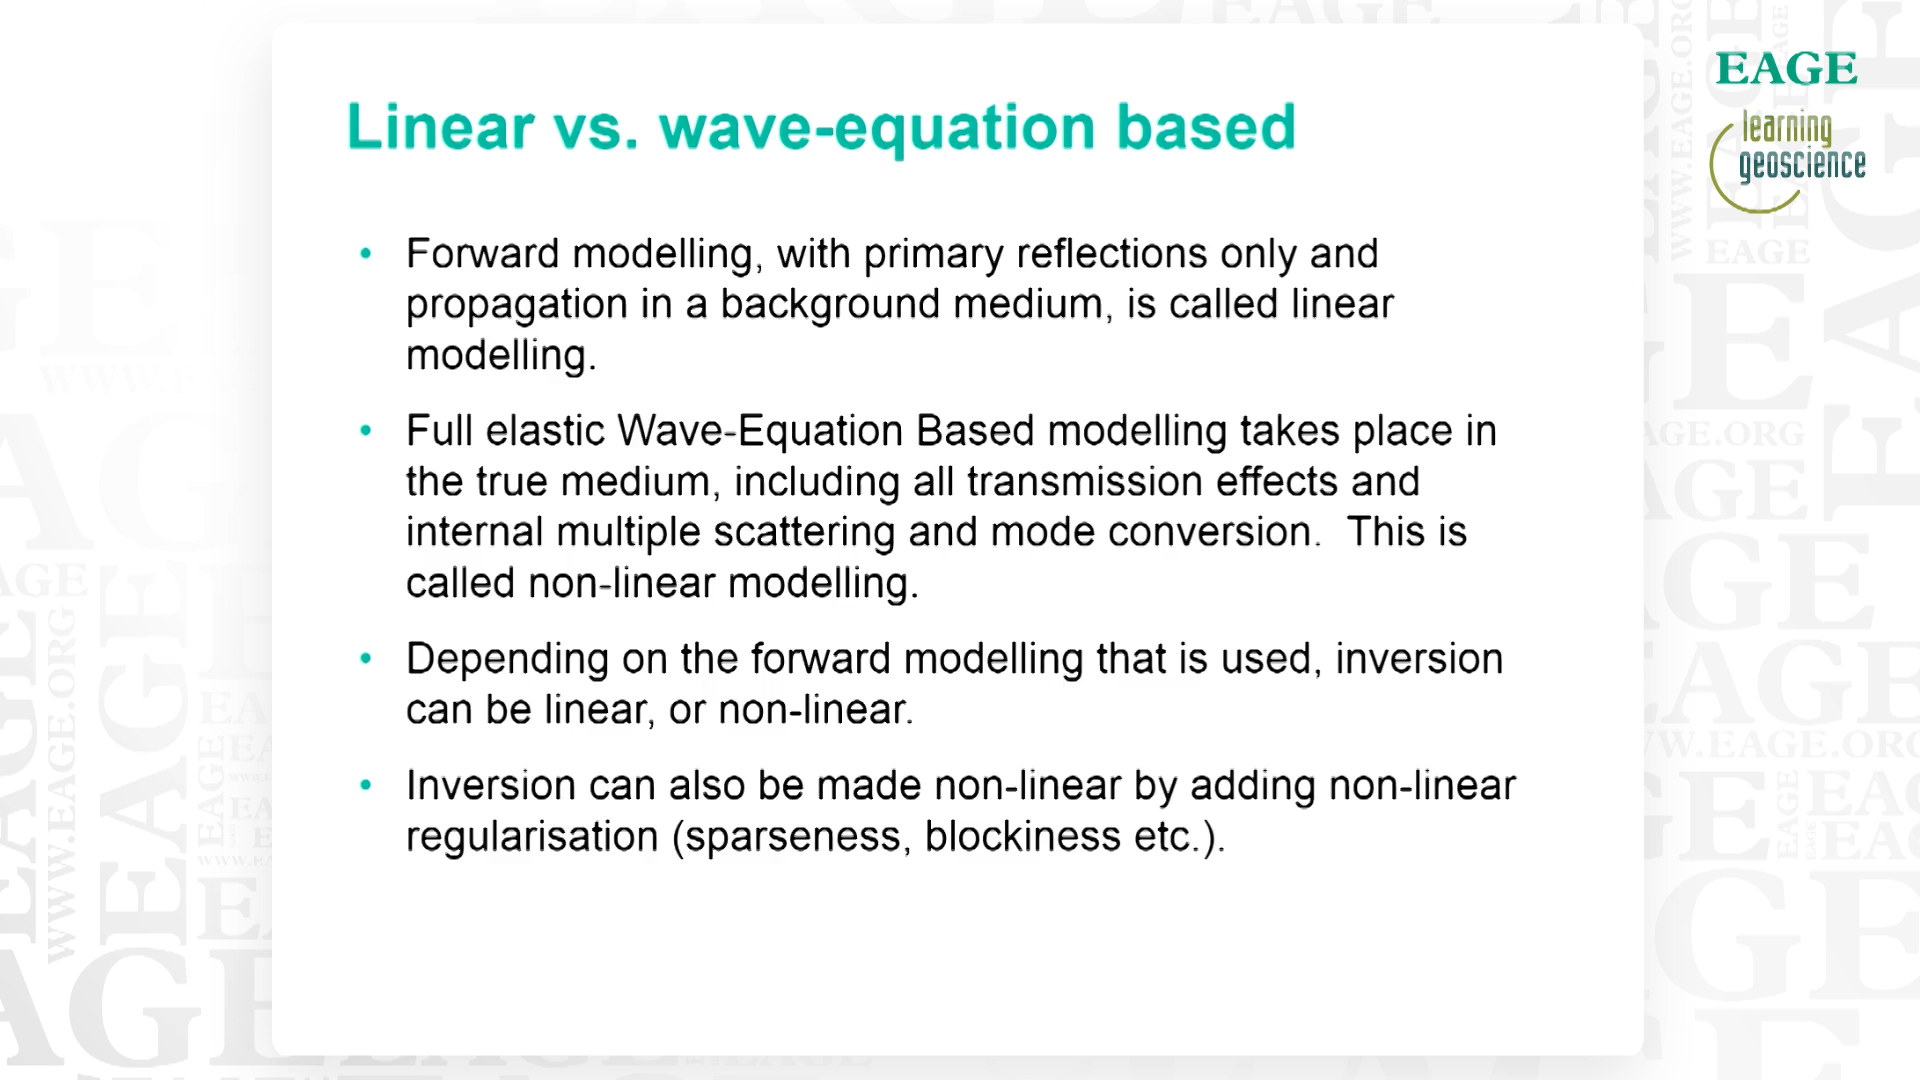 Linear vs. wave-equation based
• Forward modelling, with primary reflections only and
propagation in a background medium, is called linear
modelling.
• Full elastic Wave-Equation Based modelling takes place in
the true medium, including all transmission effects and
internal multiple scattering and mode conversion. This is
called non-linear modelling.
• Depending on the forward modelling that is used, inversion
can be linear, or non-linear.
• Inversion can also be made non-linear by adding non-linear
regularisation (sparseness, blockiness etc.).
EAGE
learning
geoscience